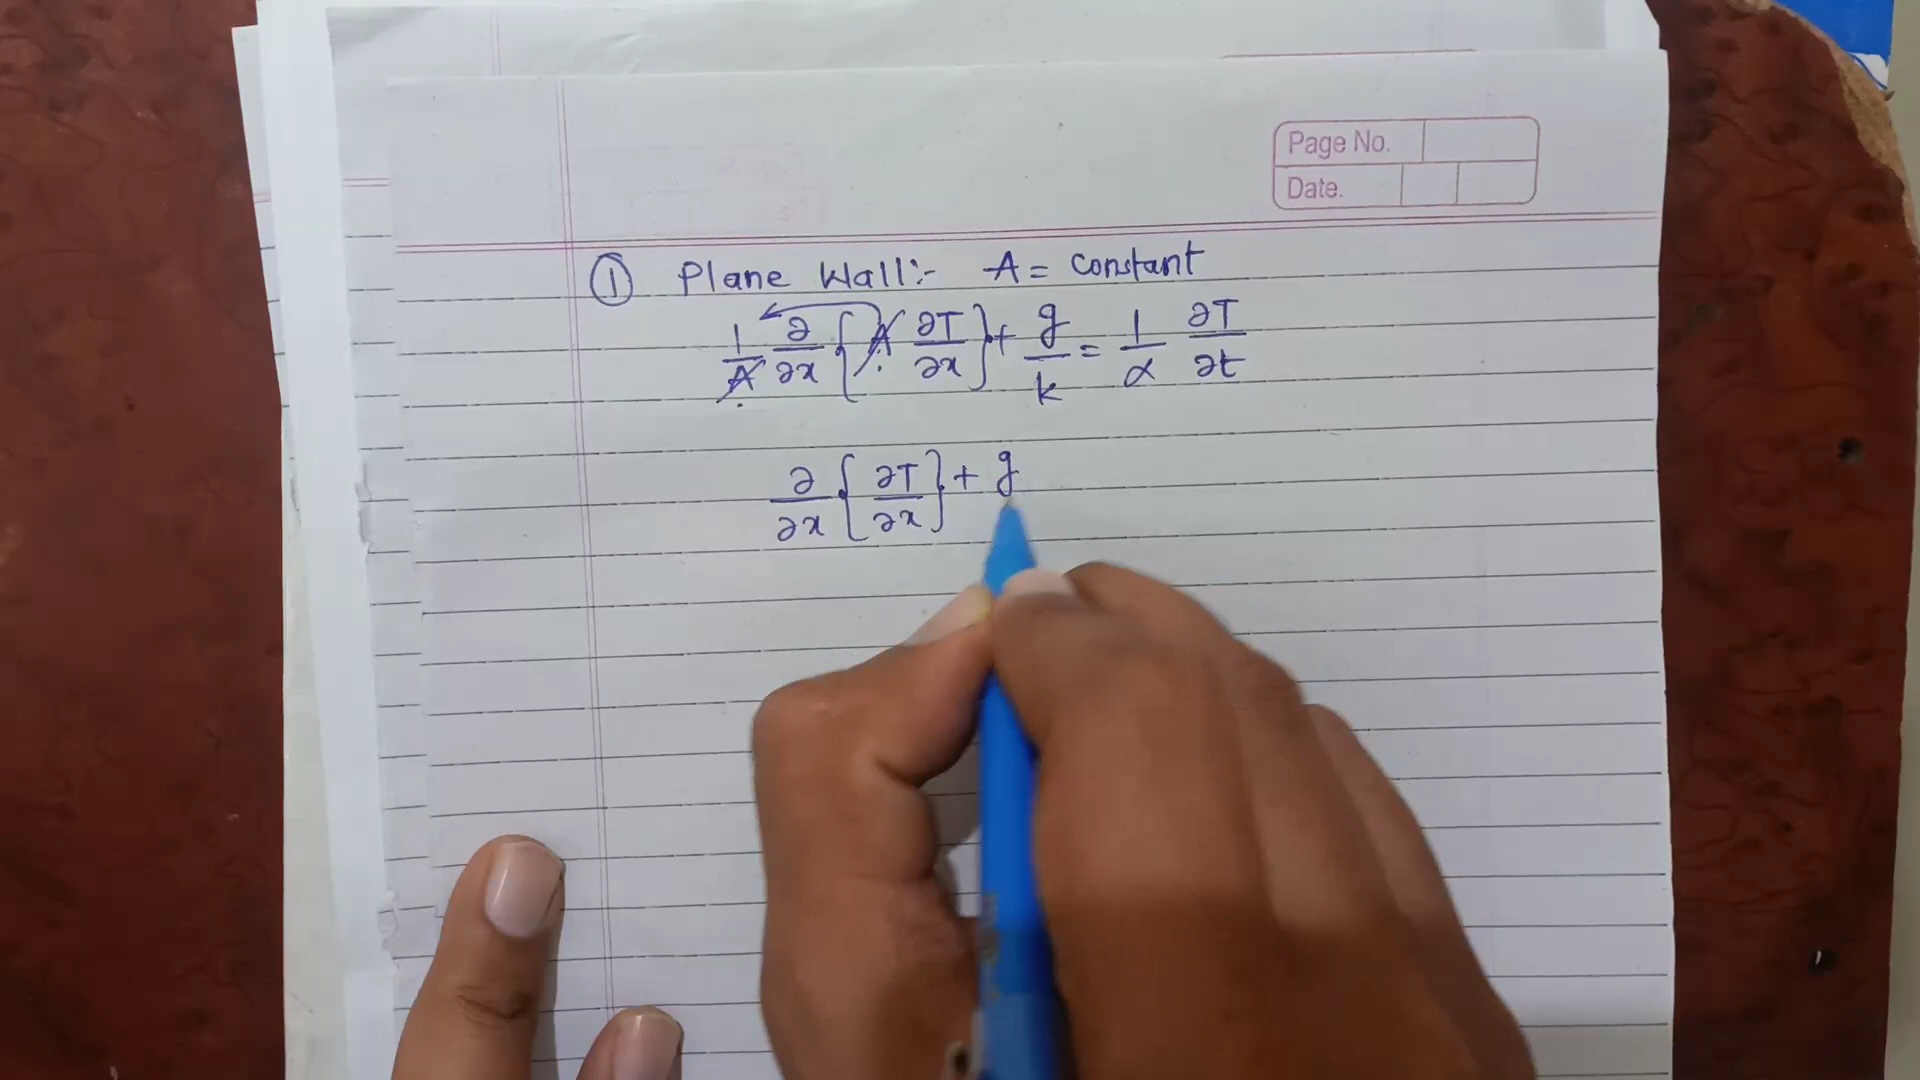 Page No.
Date.
① Plane Wall:- A = constant
1/A ∂/∂x {A ∂T/∂x} + g/k = 1/α ∂T/∂t
∂/∂x {∂T/∂x} + g